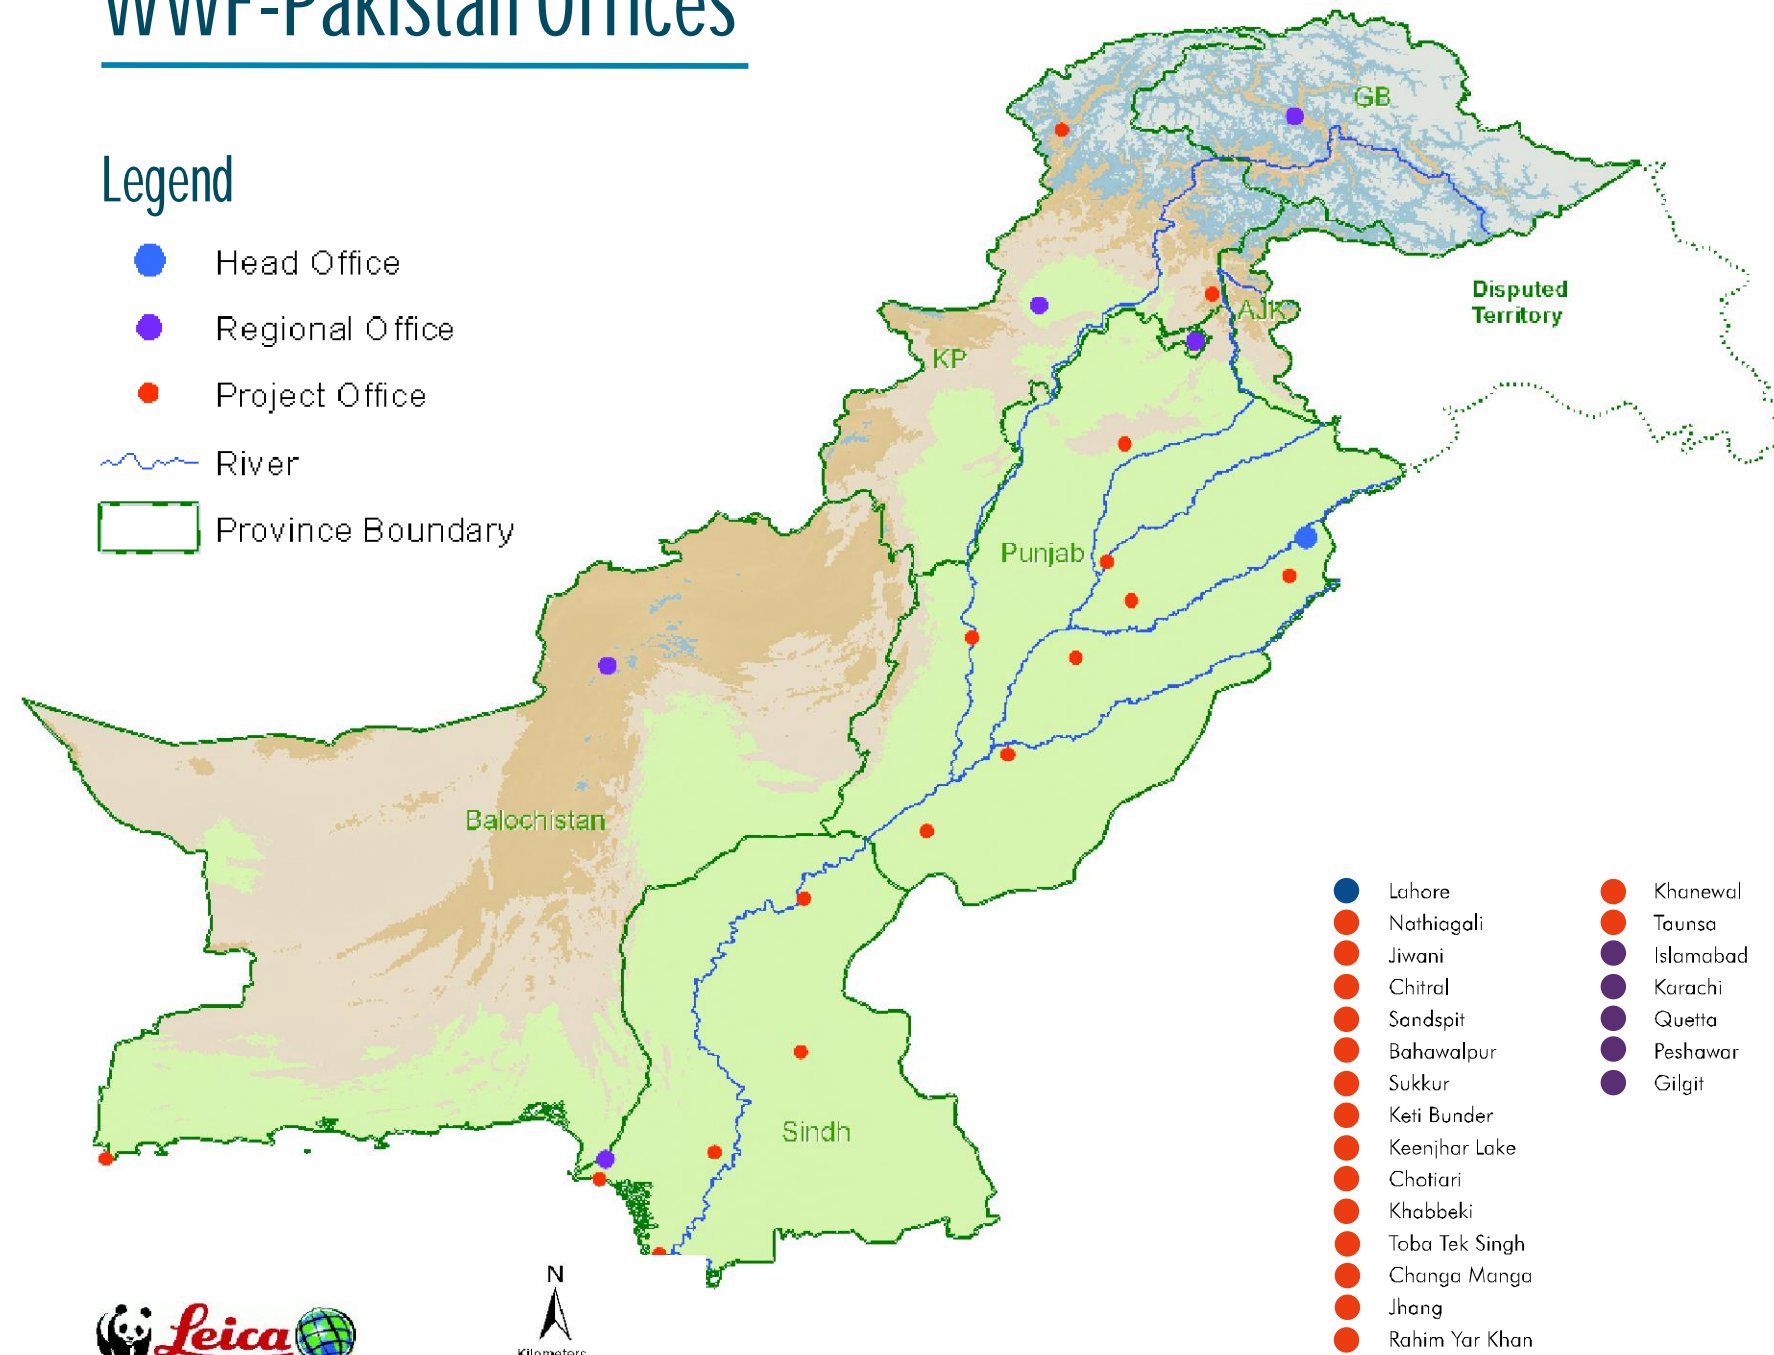 WWF-Pakistan Offices
Legend
Head Office
Regional Office
Project Office
River
Province Boundary
GB
Disputed
Territory
AJK
KP
Punjab
Balochistan
Sindh
Lahore
Nathiagali
Jiwani
Chitral
Sandspit
Bahawalpur
Sukkur
Keti Bunder
Keenjhar Lake
Chotiari
Khabbeki
Toba Tek Singh
Changa Manga
Jhang
Rahim Yar Khan
Khanewal
Taunsa
Islamabad
Karachi
Quetta
Peshawar
Gilgit
N
Kilometers
Leica